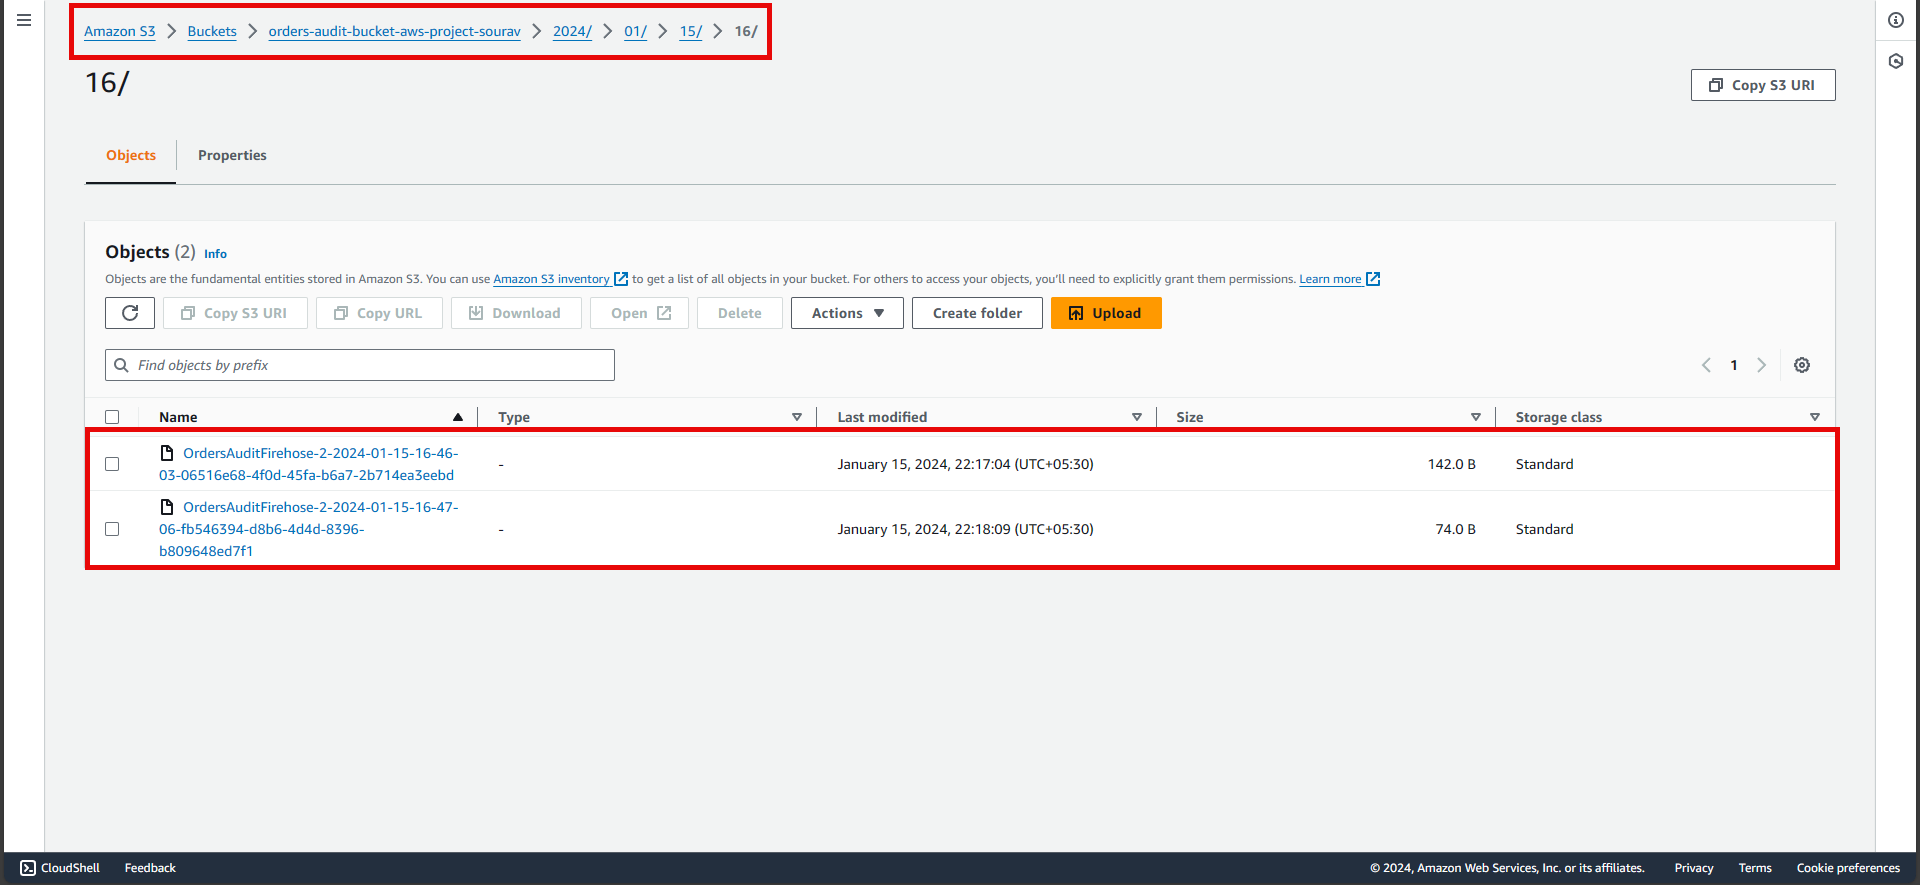 Amazon S3 > Buckets > orders-audit-bucket-aws-project-sourav > 2024/ > 01/ > 15/ > 16/
16/
Copy S3 URI
Objects Properties
Objects (2) Info
Objects are the fundamental entities stored in Amazon S3. You can use Amazon S3 inventory to get a list of all objects in your bucket. For others to access your objects, you'll need to explicitly grant them permissions. Learn more
Copy S3 URI Copy URL Download Open Delete Actions Create folder Upload
Find objects by prefix
1
Name Type Last modified Size Storage class
OrdersAuditFirehose-2-2024-01-15-16-46-
03-06516e68-4f0d-45fa-b6a7-2b714ea3eebd
- January 15, 2024, 22:17:04 (UTC+05:30) 142.0 B Standard
OrdersAuditFirehose-2-2024-01-15-16-47-
06-fb546394-d8b6-4d4d-8396-
b809648ed7f1
- January 15, 2024, 22:18:09 (UTC+05:30) 74.0 B Standard
CloudShell Feedback © 2024, Amazon Web Services, Inc. or its affiliates. Privacy Terms Cookie preferences